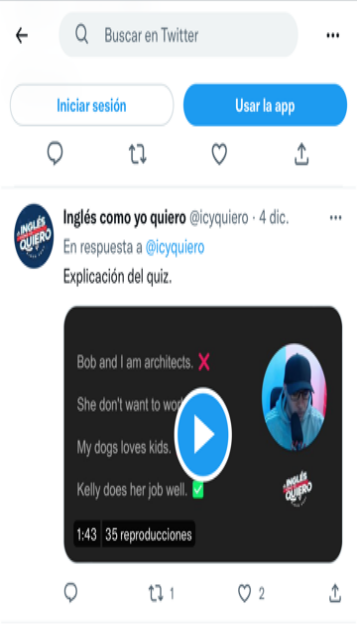 Buscar en Twitter
Iniciar sesión
Usar la app
Inglés como yo quiero @icyquiero · 4 dic.
En respuesta a @icyquiero
Explicación del quiz.
INGLÉS
QUIERO
Bob and I am architects. ❌
She don't want to
My dogs loves kids.
Kelly does her job well. ✅
INGLÉS
QUIERO
1:43 35 reproducciones
1
2